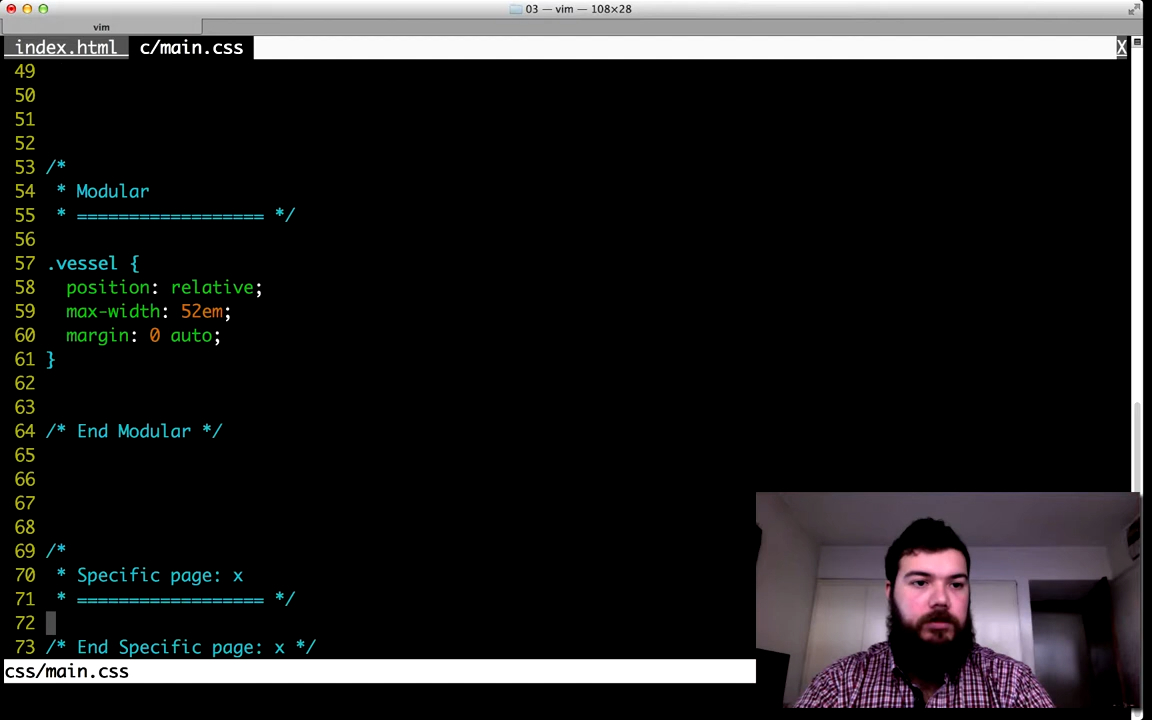 03 — vim — 108×28
vim
index.html c/main.css X
49
50
51
52
53 /*
54  * Modular
55  * ================== */
56
57 .vessel {
58   position: relative;
59   max-width: 52em;
60   margin: 0 auto;
61 }
62
63
64 /* End Modular */
65
66
67
68
69 /*
70  * Specific page: x
71  * ================== */
72
73 /* End Specific page: x */
css/main.css